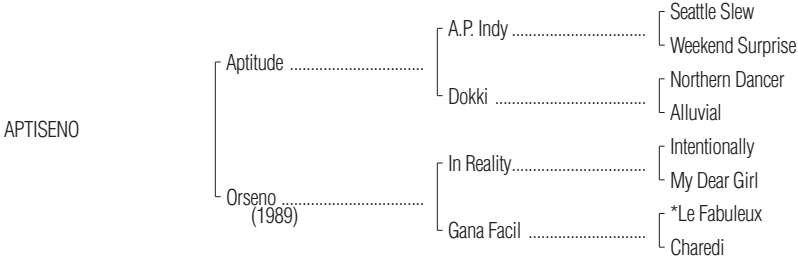 Seattle Slew
A.P. Indy
Weekend Surprise
Aptitude
Northern Dancer
Dokki
Alluvial
APTISENO
Intentionally
In Reality
My Dear Girl
Orseno
(1989)
*Le Fabuleux
Gana Facil
Charedi